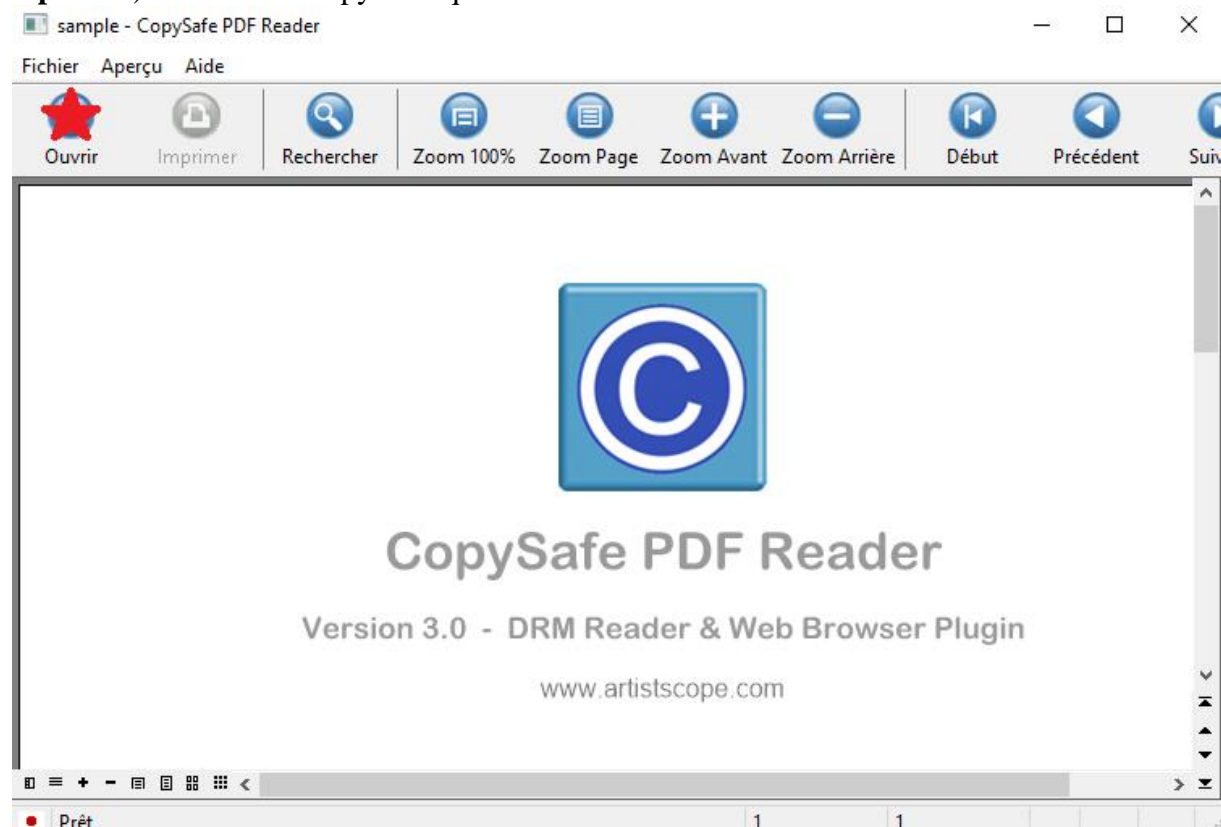 sample - CopySafe PDF Reader
Fichier Aperçu Aide
Ouvrir Imprimer Rechercher Zoom 100% Zoom Page Zoom Avant Zoom Arrière Début Précédent
C
CopySafe PDF Reader
Version 3.0 - DRM Reader & Web Browser Plugin
www.artistscope.com
Prêt 1 1